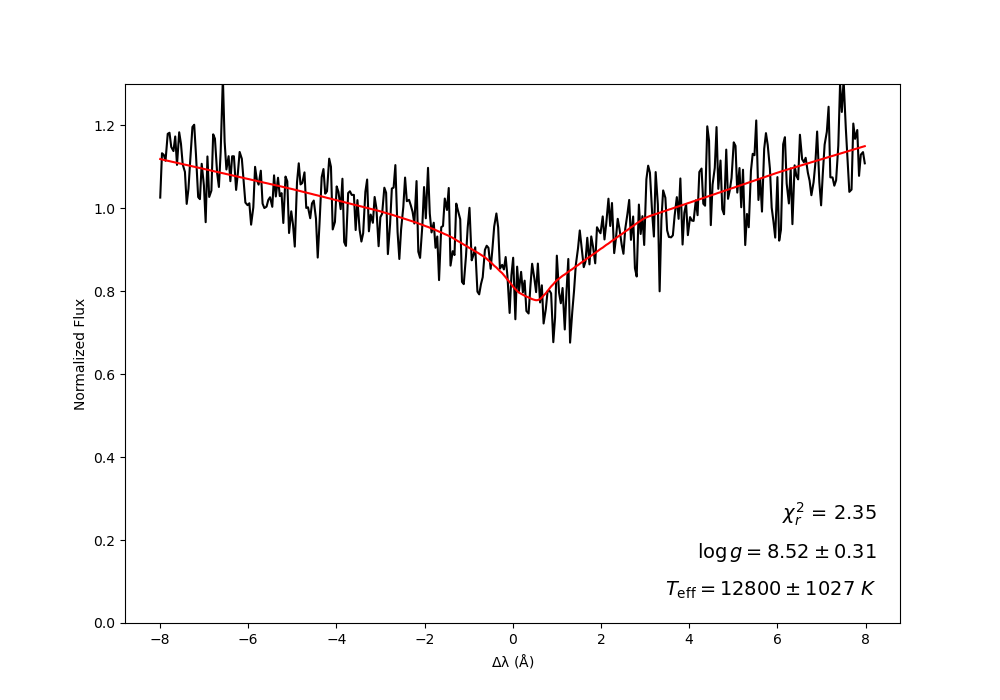 1.2
1.0
0.8
0.6
0.4
0.2
0.0
Normalized Flux
χ²ᵣ = 2.35
log g = 8.52 ± 0.31
T_eff = 12800 ± 1027 K
−8 −6 −4 −2 0 2 4 6 8
Δλ (Å)